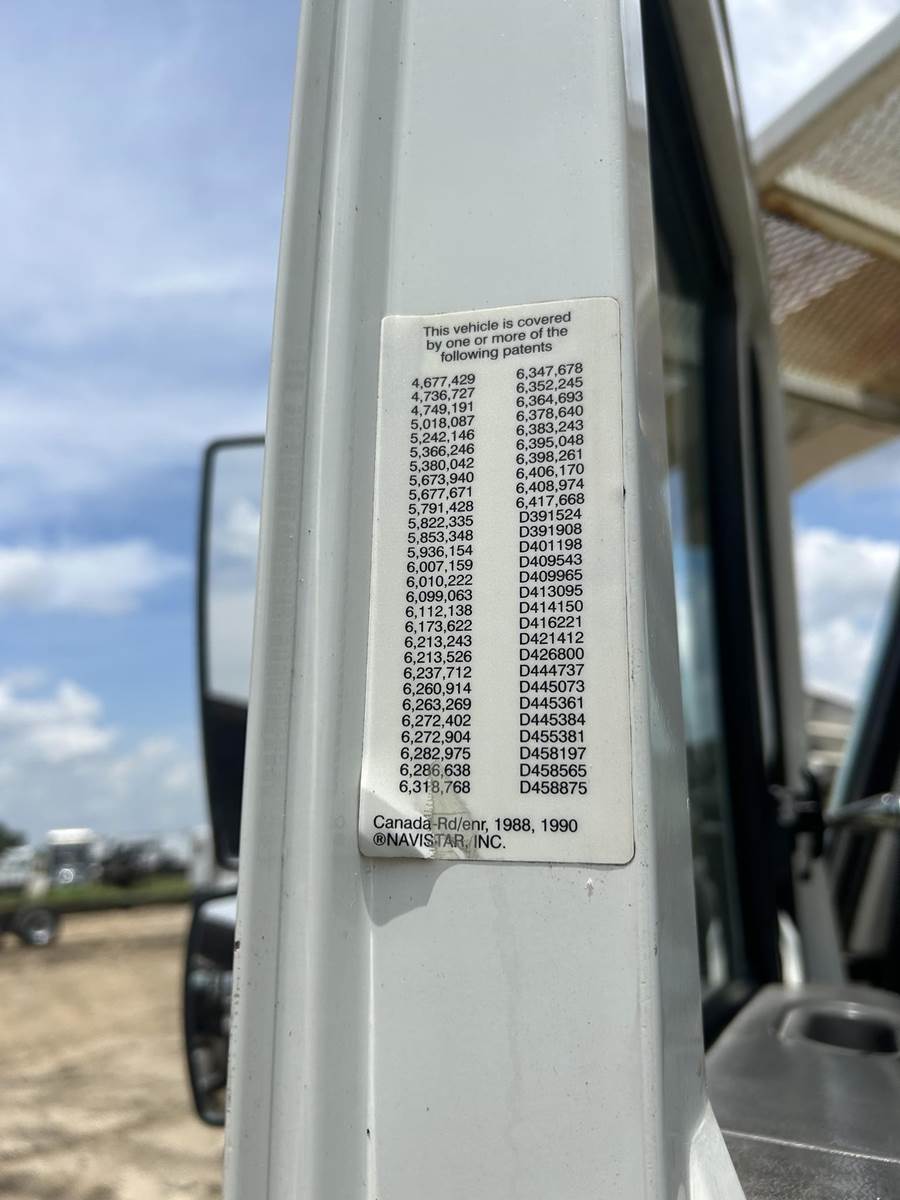 This vehicle is covered
by one or more of the
following patents
4,677,429
4,736,727
4,749,191
5,018,087
5,242,146
5,366,246
5,380,042
5,673,940
5,677,671
5,791,428
5,822,335
5,853,348
5,936,154
6,007,159
6,010,222
6,099,063
6,112,138
6,173,622
6,213,243
6,213,526
6,237,712
6,260,914
6,263,269
6,272,402
6,272,904
6,282,975
6,286,638
6,318,768
6,347,678
6,352,245
6,364,693
6,378,640
6,383,243
6,395,048
6,398,261
6,406,170
6,408,974
6,417,668
D391524
D391908
D401198
D409543
D409965
D413095
D414150
D416221
D421412
D426800
D444737
D445073
D445361
D445384
D455381
D458197
D458565
D458875
Canada-Rd/enr, 1988, 1990
®NAVISTAR, INC.